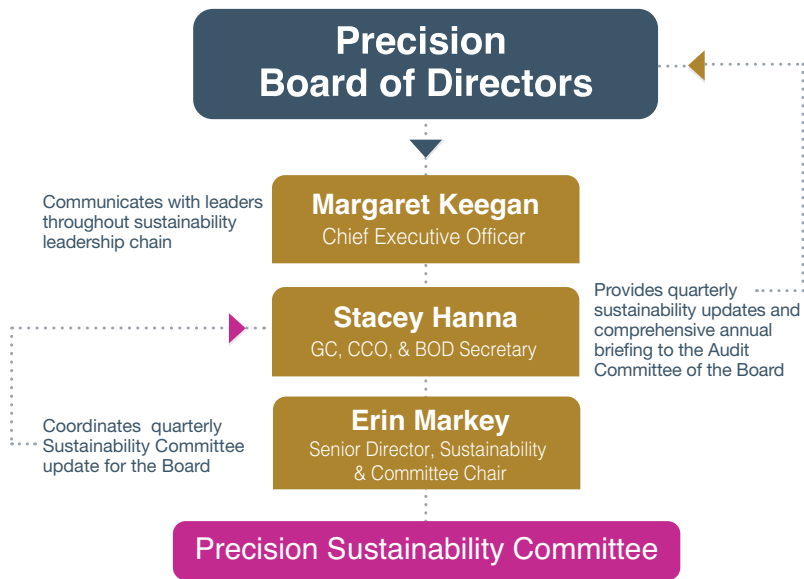 Precision
Board of Directors
Communicates with leaders
throughout sustainability
leadership chain
Margaret Keegan
Chief Executive Officer
Stacey Hanna
GC, CCO, & BOD Secretary
Provides quarterly
sustainability updates and
comprehensive annual
briefing to the Audit
Committee of the Board
Coordinates quarterly
Sustainability Committee
update for the Board
Erin Markey
Senior Director, Sustainability
& Committee Chair
Precision Sustainability Committee